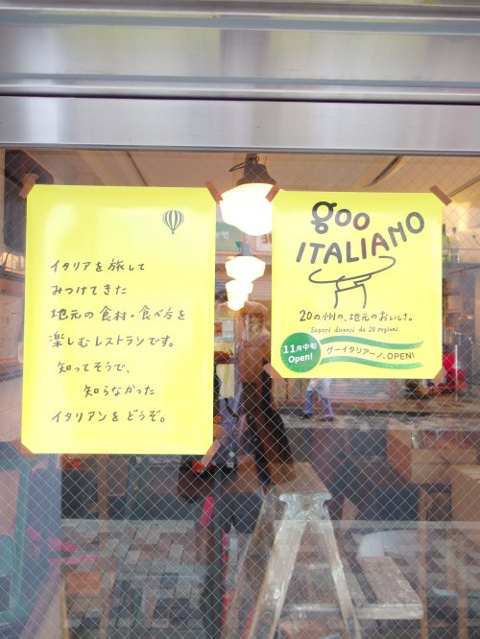 イタリアを旅して
みつけてきた
地元の食材・食べ方を
楽しむレストランです。
知ってそうで、
知らなかった
イタリアンをどうぞ。
goo
ITALIANO
20の州の、地元のおいしさ。
Sapori diversi da 20 regioni.
11月中旬
Open!
グーイタリアーノ、OPEN!